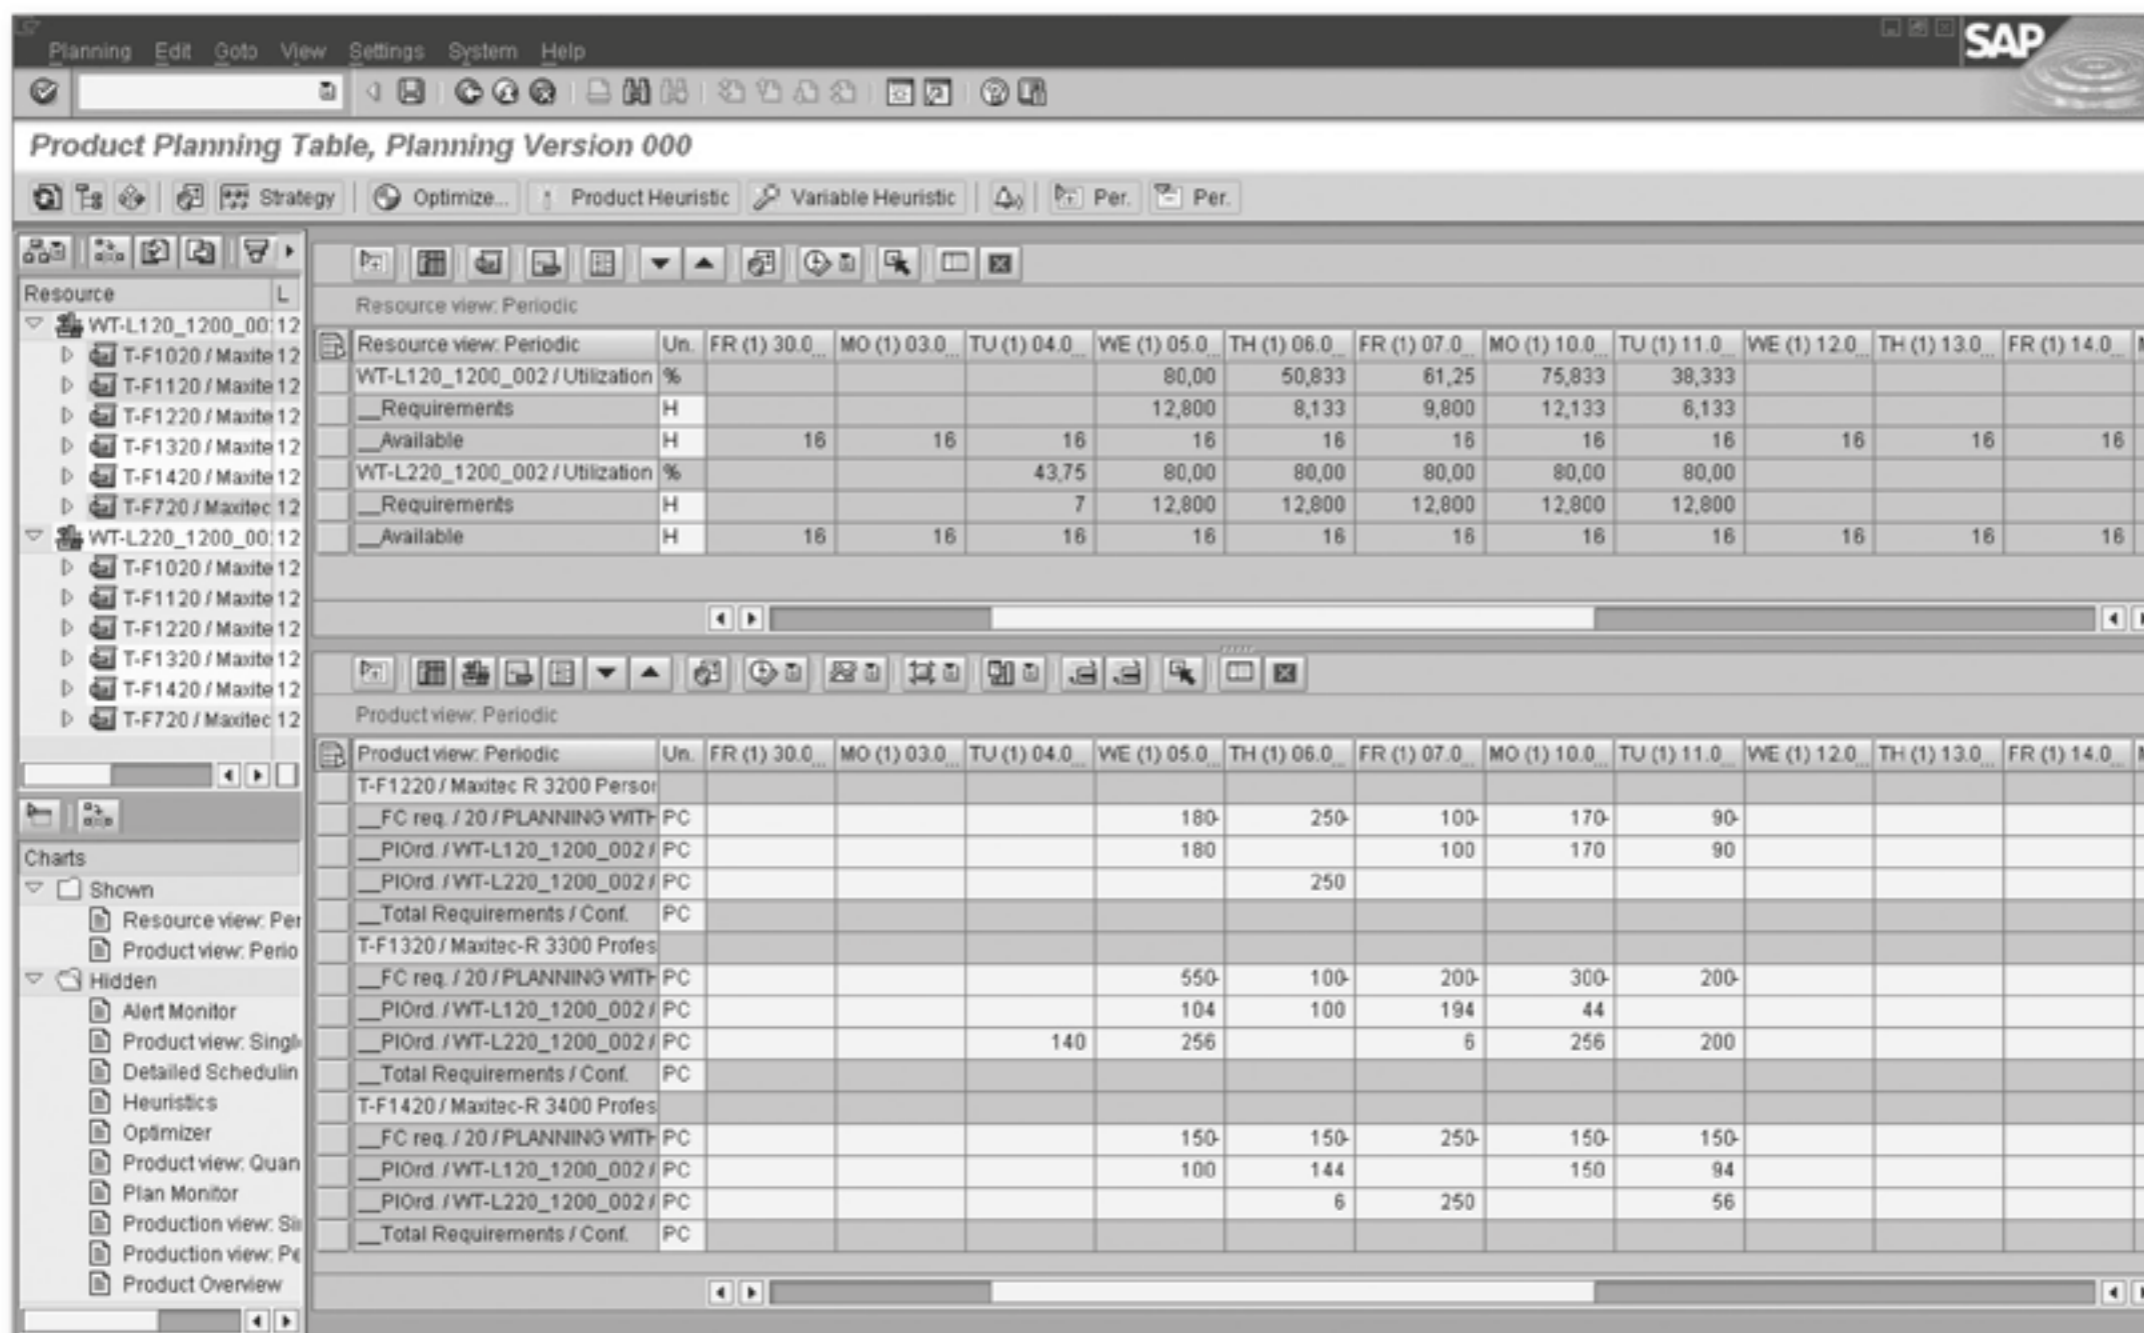 Planning Edit Goto View Settings System Help
SAP
Product Planning Table, Planning Version 000
Strategy Optimize... Product Heuristic Variable Heuristic Per. Per.
Resource L
WT-L120_1200_00 12
T-F1020 / Maxite 12
T-F1120 / Maxite 12
T-F1220 / Maxite 12
T-F1320 / Maxite 12
T-F1420 / Maxite 12
T-F720 / Maxitec 12
WT-L220_1200_00 12
T-F1020 / Maxite 12
T-F1120 / Maxite 12
T-F1220 / Maxite 12
T-F1320 / Maxite 12
T-F1420 / Maxite 12
T-F720 / Maxitec 12
Charts
Shown
Resource view: Per
Product view: Perio
Hidden
Alert Monitor
Product view: Singl
Detailed Schedulin
Heuristics
Optimizer
Product view: Quan
Plan Monitor
Production view: Si
Production view: Pe
Product Overview
Resource view: Periodic
Resource view: Periodic Un. FR (1) 30.0... MO (1) 03.0... TU (1) 04.0... WE (1) 05.0... TH (1) 06.0... FR (1) 07.0... MO (1) 10.0... TU (1) 11.0... WE (1) 12.0... TH (1) 13.0... FR (1) 14.0...
WT-L120_1200_002 / Utilization % 80,00 50,833 61,25 75,833 38,333
__Requirements H 12,800 8,133 9,800 12,133 6,133
__Available H 16 16 16 16 16 16 16 16 16 16 16
WT-L220_1200_002 / Utilization % 43,75 80,00 80,00 80,00 80,00 80,00
__Requirements H 7 12,800 12,800 12,800 12,800 12,800
__Available H 16 16 16 16 16 16 16 16 16 16 16
Product view: Periodic
Product view: Periodic Un. FR (1) 30.0... MO (1) 03.0... TU (1) 04.0... WE (1) 05.0... TH (1) 06.0... FR (1) 07.0... MO (1) 10.0... TU (1) 11.0... WE (1) 12.0... TH (1) 13.0... FR (1) 14.0...
T-F1220 / Maxitec R 3200 Person
__FC req. / 20 / PLANNING WITH PC 180- 250- 100- 170- 90-
__PlOrd. / WT-L120_1200_002 / PC 180 100 170 90
__PlOrd. / WT-L220_1200_002 / PC 250
__Total Requirements / Conf. PC
T-F1320 / Maxitec-R 3300 Profes
__FC req. / 20 / PLANNING WITH PC 550- 100- 200- 300- 200-
__PlOrd. / WT-L120_1200_002 / PC 104 100 194 44
__PlOrd. / WT-L220_1200_002 / PC 140 256 6 256 200
__Total Requirements / Conf. PC
T-F1420 / Maxitec-R 3400 Profes
__FC req. / 20 / PLANNING WITH PC 150- 150- 250- 150- 150-
__PlOrd. / WT-L120_1200_002 / PC 100 144 150 94
__PlOrd. / WT-L220_1200_002 / PC 6 250 56
__Total Requirements / Conf. PC